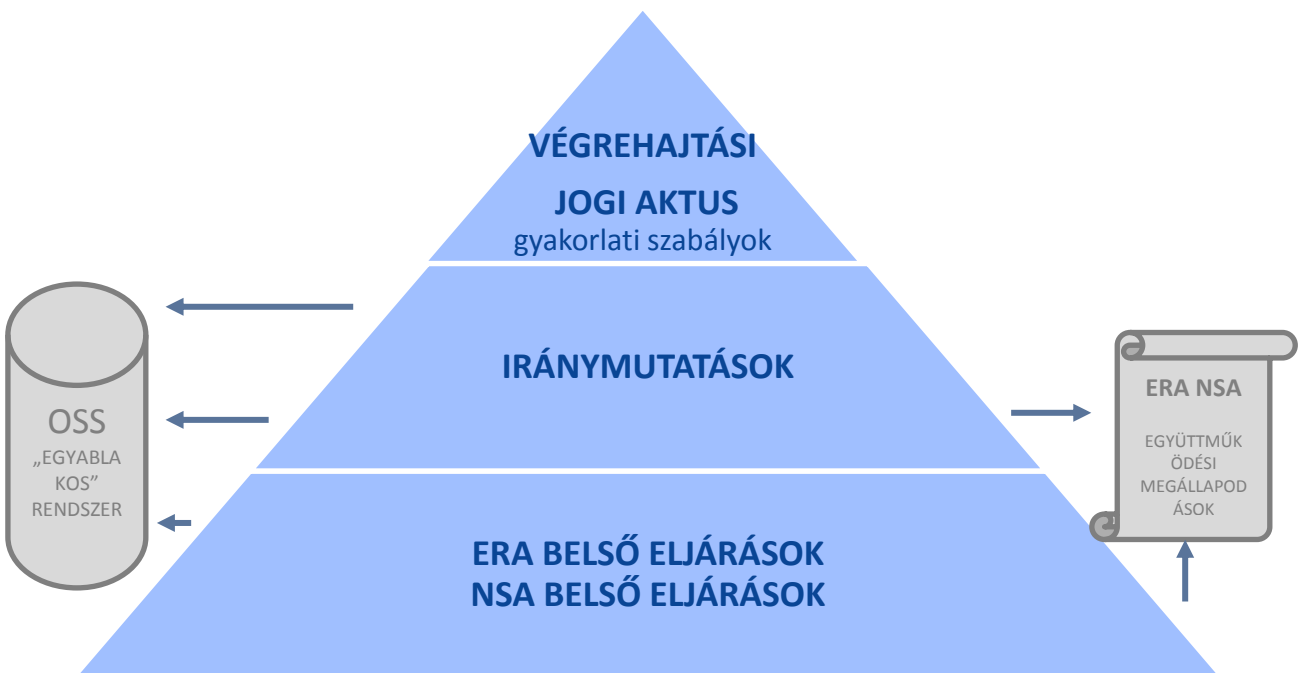 VÉGREHAJTÁSI
JOGI AKTUS
gyakorlati szabályok
IRÁNYMUTATÁSOK
OSS
„EGYABLA
KOS”
RENDSZER
ERA NSA
EGYÜTTMŰK
ÖDÉSI
MEGÁLLAPOD
ÁSOK
ERA BELSŐ ELJÁRÁSOK
NSA BELSŐ ELJÁRÁSOK